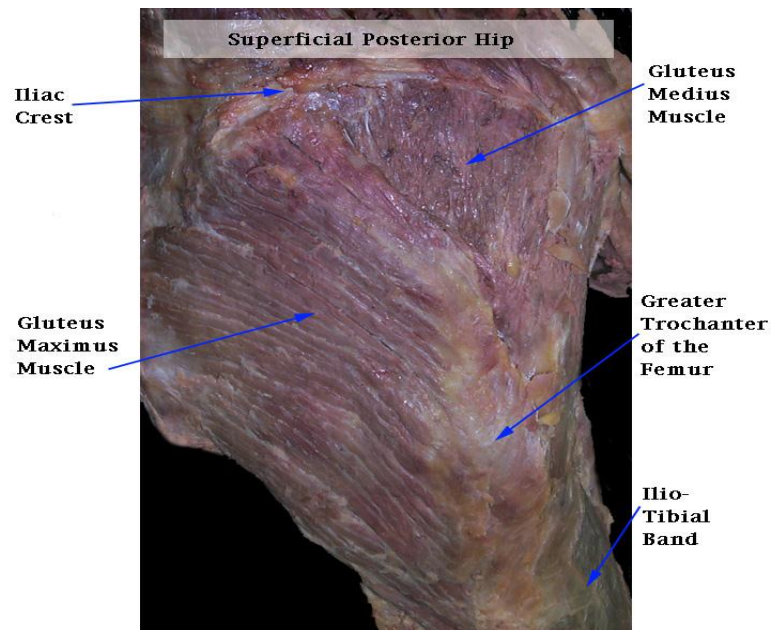 Superficial Posterior Hip
Iliac
Crest
Gluteus
Medius
Muscle
Gluteus
Maximus
Muscle
Greater
Trochanter
of the
Femur
Ilio-
Tibial
Band